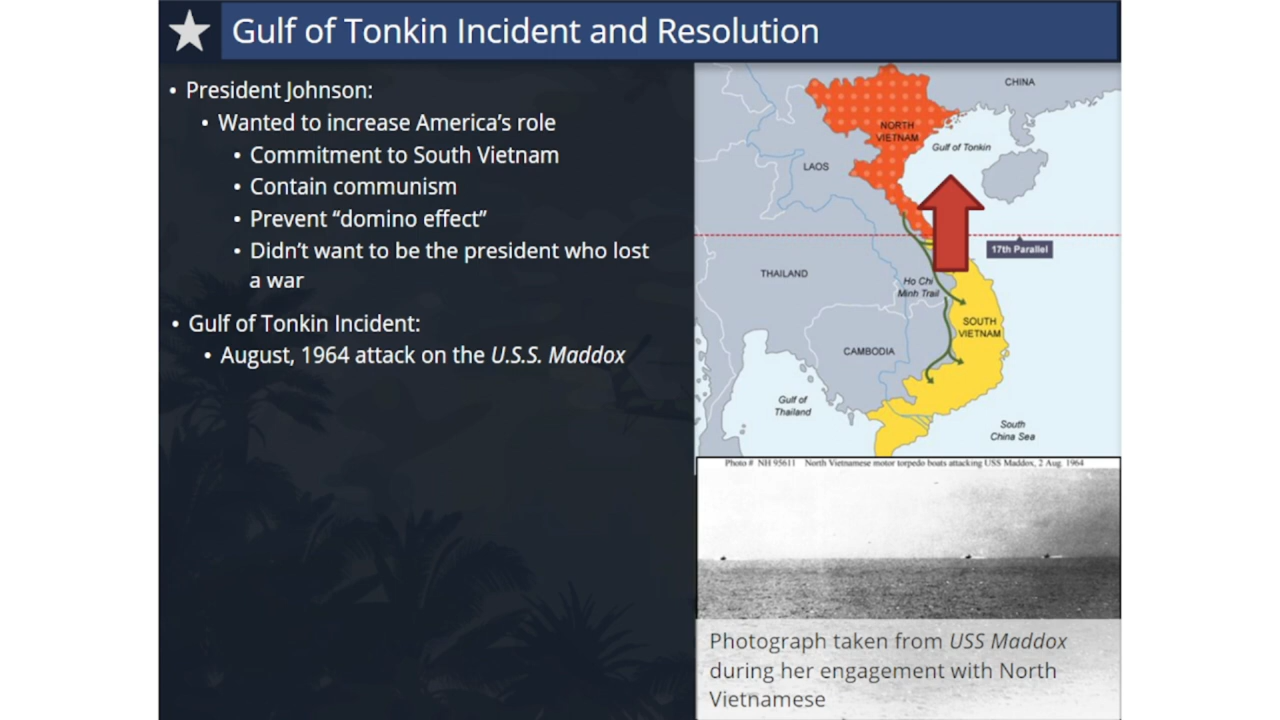 Gulf of Tonkin Incident and Resolution
• President Johnson:
• Wanted to increase America's role
• Commitment to South Vietnam
• Contain communism
• Prevent “domino effect”
• Didn't want to be the president who lost
a war
• Gulf of Tonkin Incident:
• August, 1964 attack on the U.S.S. Maddox
CHINA
NORTH
VIETNAM
Gulf of Tonkin
LAOS
17th Parallel
THAILAND
Ho Chi
Minh Trail
SOUTH
VIETNAM
CAMBODIA
Gulf of
Thailand
South
China Sea
Photo # NH 95611 North Vietnamese motor torpedo boats attacking USS Maddox, 2 Aug. 1964
Photograph taken from USS Maddox
during her engagement with North
Vietnamese